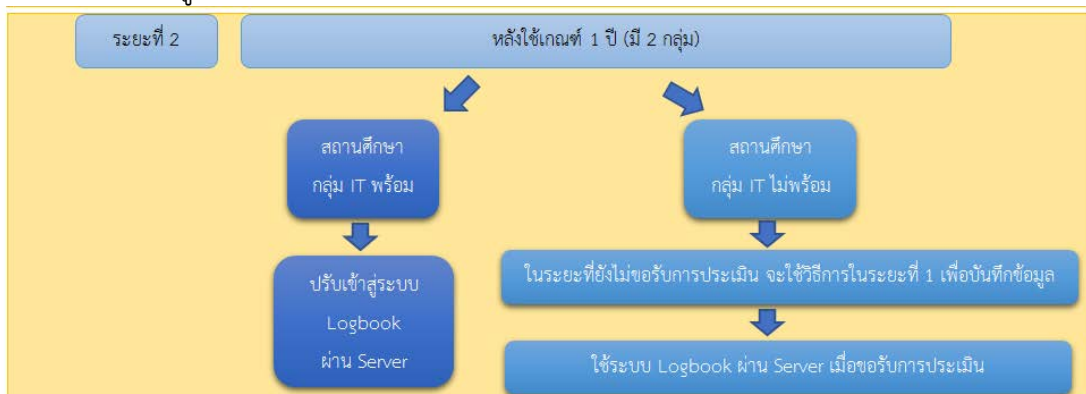 ระยะที่ 2
หลังใช้เกณฑ์ 1 ปี (มี 2 กลุ่ม)
สถานศึกษา
กลุ่ม IT พร้อม
สถานศึกษา
กลุ่ม IT ไม่พร้อม
ปรับเข้าสู่ระบบ
Logbook
ผ่าน Server
ในระยะที่ยังไม่ขอรับการประเมิน จะใช้วิธีการในระยะที่ 1 เพื่อบันทึกข้อมูล
ใช้ระบบ Logbook ผ่าน Server เมื่อขอรับการประเมิน